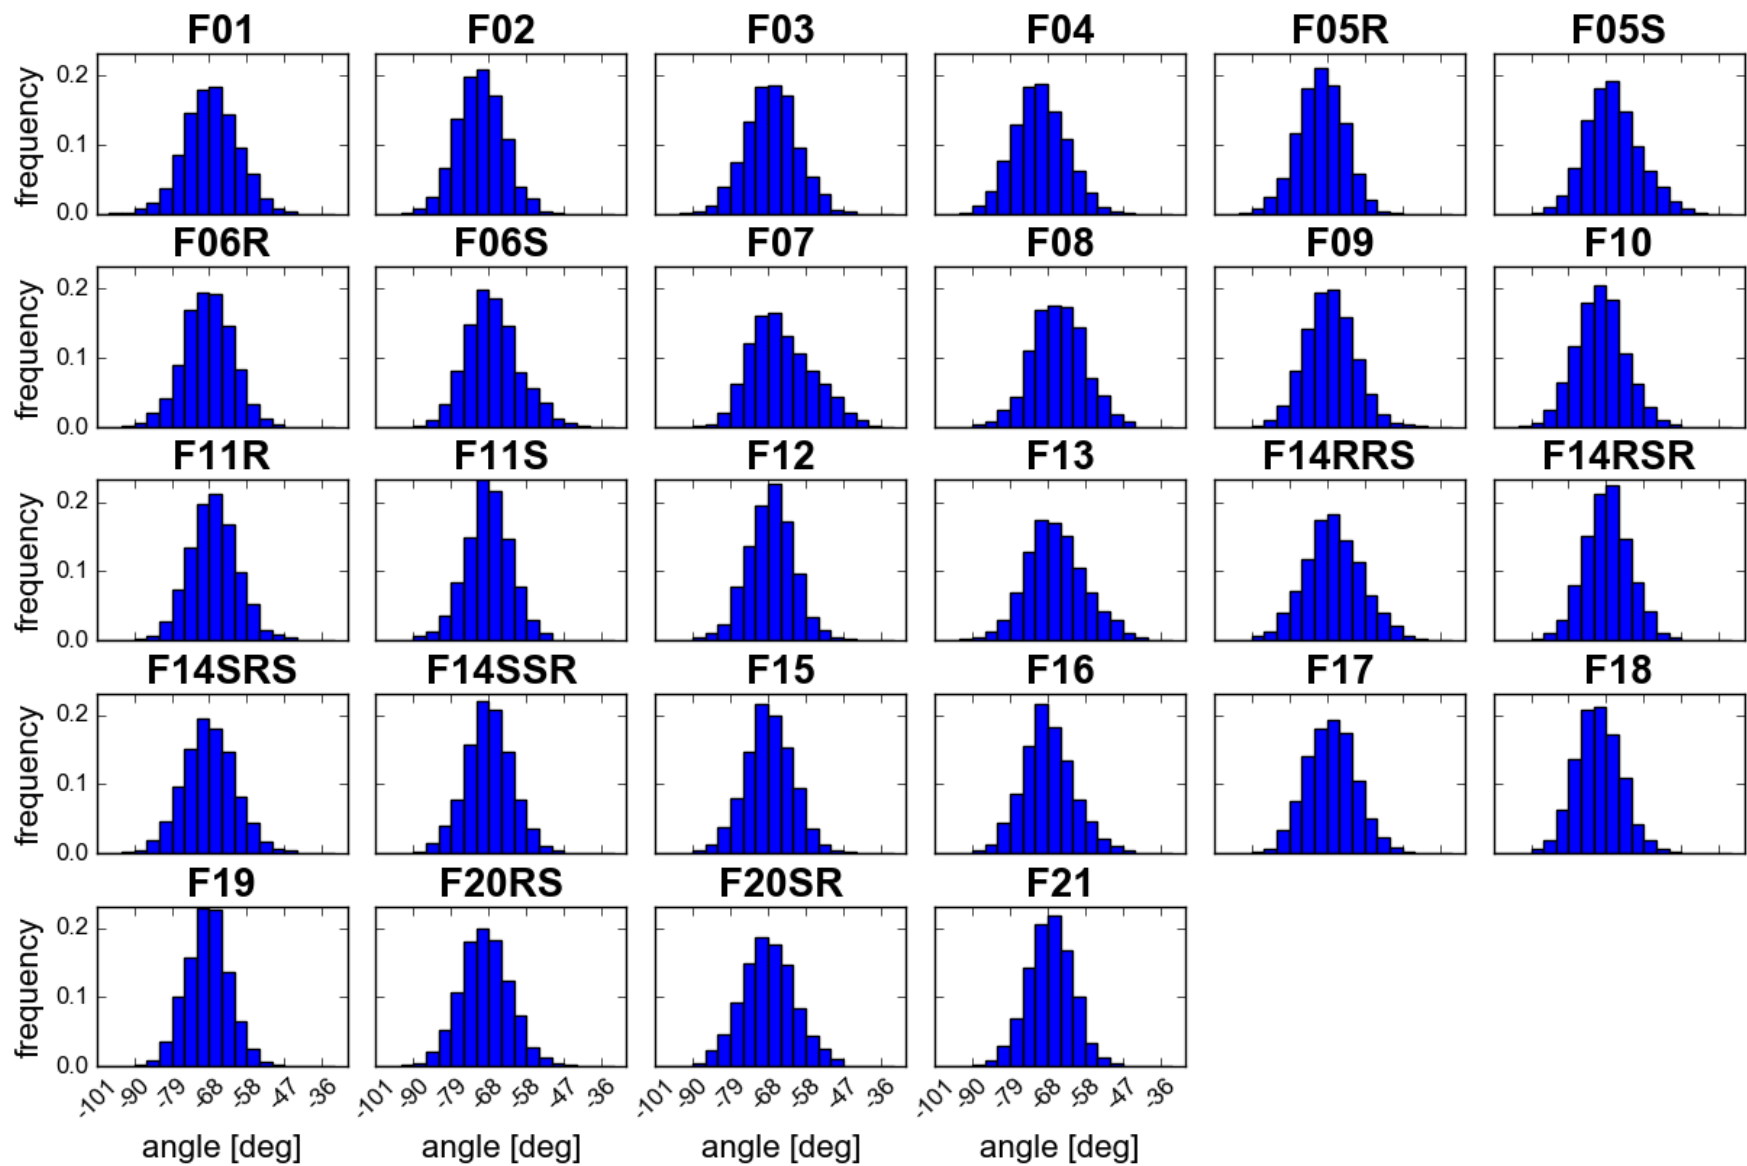 F01 F02 F03 F04 F05R F05S
frequency 0.2 0.1 0.0
F06R F06S F07 F08 F09 F10
frequency 0.2 0.1 0.0
F11R F11S F12 F13 F14RRS F14RSR
frequency 0.2 0.1 0.0
F14SRS F14SSR F15 F16 F17 F18
frequency 0.2 0.1 0.0
F19 F20RS F20SR F21
frequency 0.2 0.1 0.0
-101 -90 -79 -68 -58 -47 -36 -101 -90 -79 -68 -58 -47 -36 -101 -90 -79 -68 -58 -47 -36 -101 -90 -79 -68 -58 -47 -36
angle [deg] angle [deg] angle [deg] angle [deg]